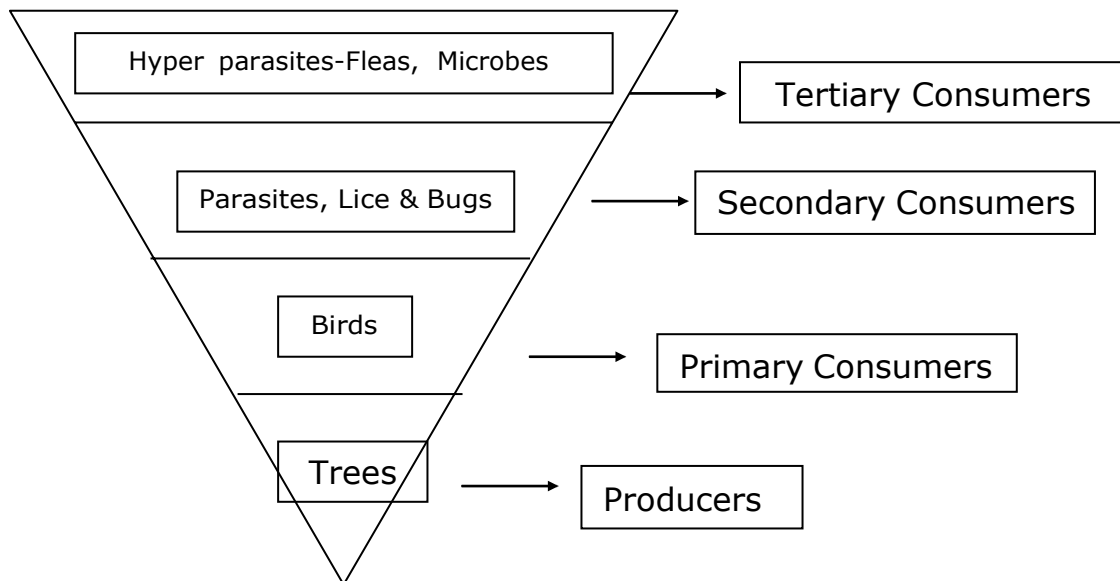 Hyper parasites-Fleas, Microbes
Tertiary Consumers
Parasites, Lice & Bugs
Secondary Consumers
Birds
Primary Consumers
Trees
Producers